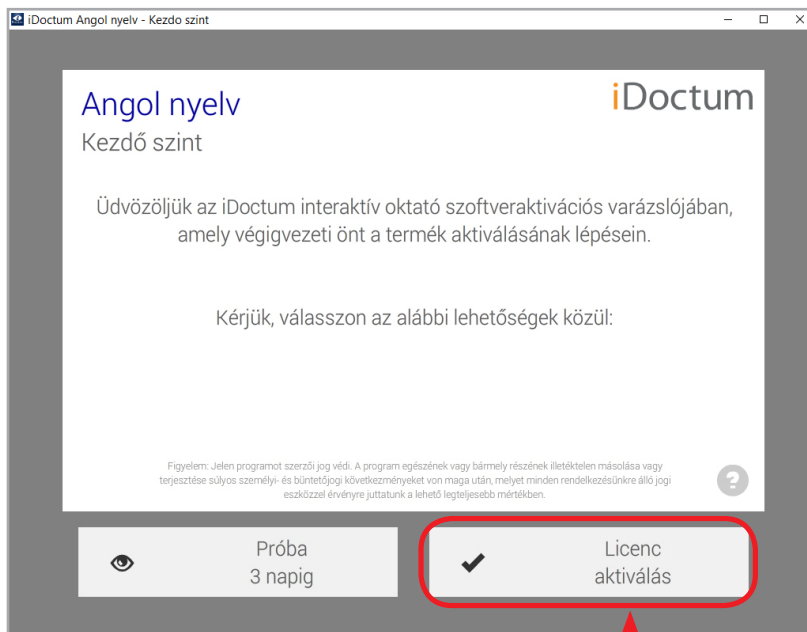 iDoctum Angol nyelv - Kezdo szint
iDoctum
Angol nyelv
Kezdő szint
Üdvözöljük az iDoctum interaktív oktató szoftveraktivációs varázslójában,
amely végigvezeti önt a termék aktiválásának lépésein.
Kérjük, válasszon az alábbi lehetőségek közül:
Figyelem: Jelen programot szerzői jog védi. A program egészének vagy bármely részének illetéktelen másolása vagy
terjesztése súlyos személyi- és büntetőjogi következményeket von maga után, melyet minden rendelkezésünkre álló jogi
eszközzel érvényre juttatunk a lehető legteljesebb mértékben.
?
Próba
3 napig
Licenc
aktiválás